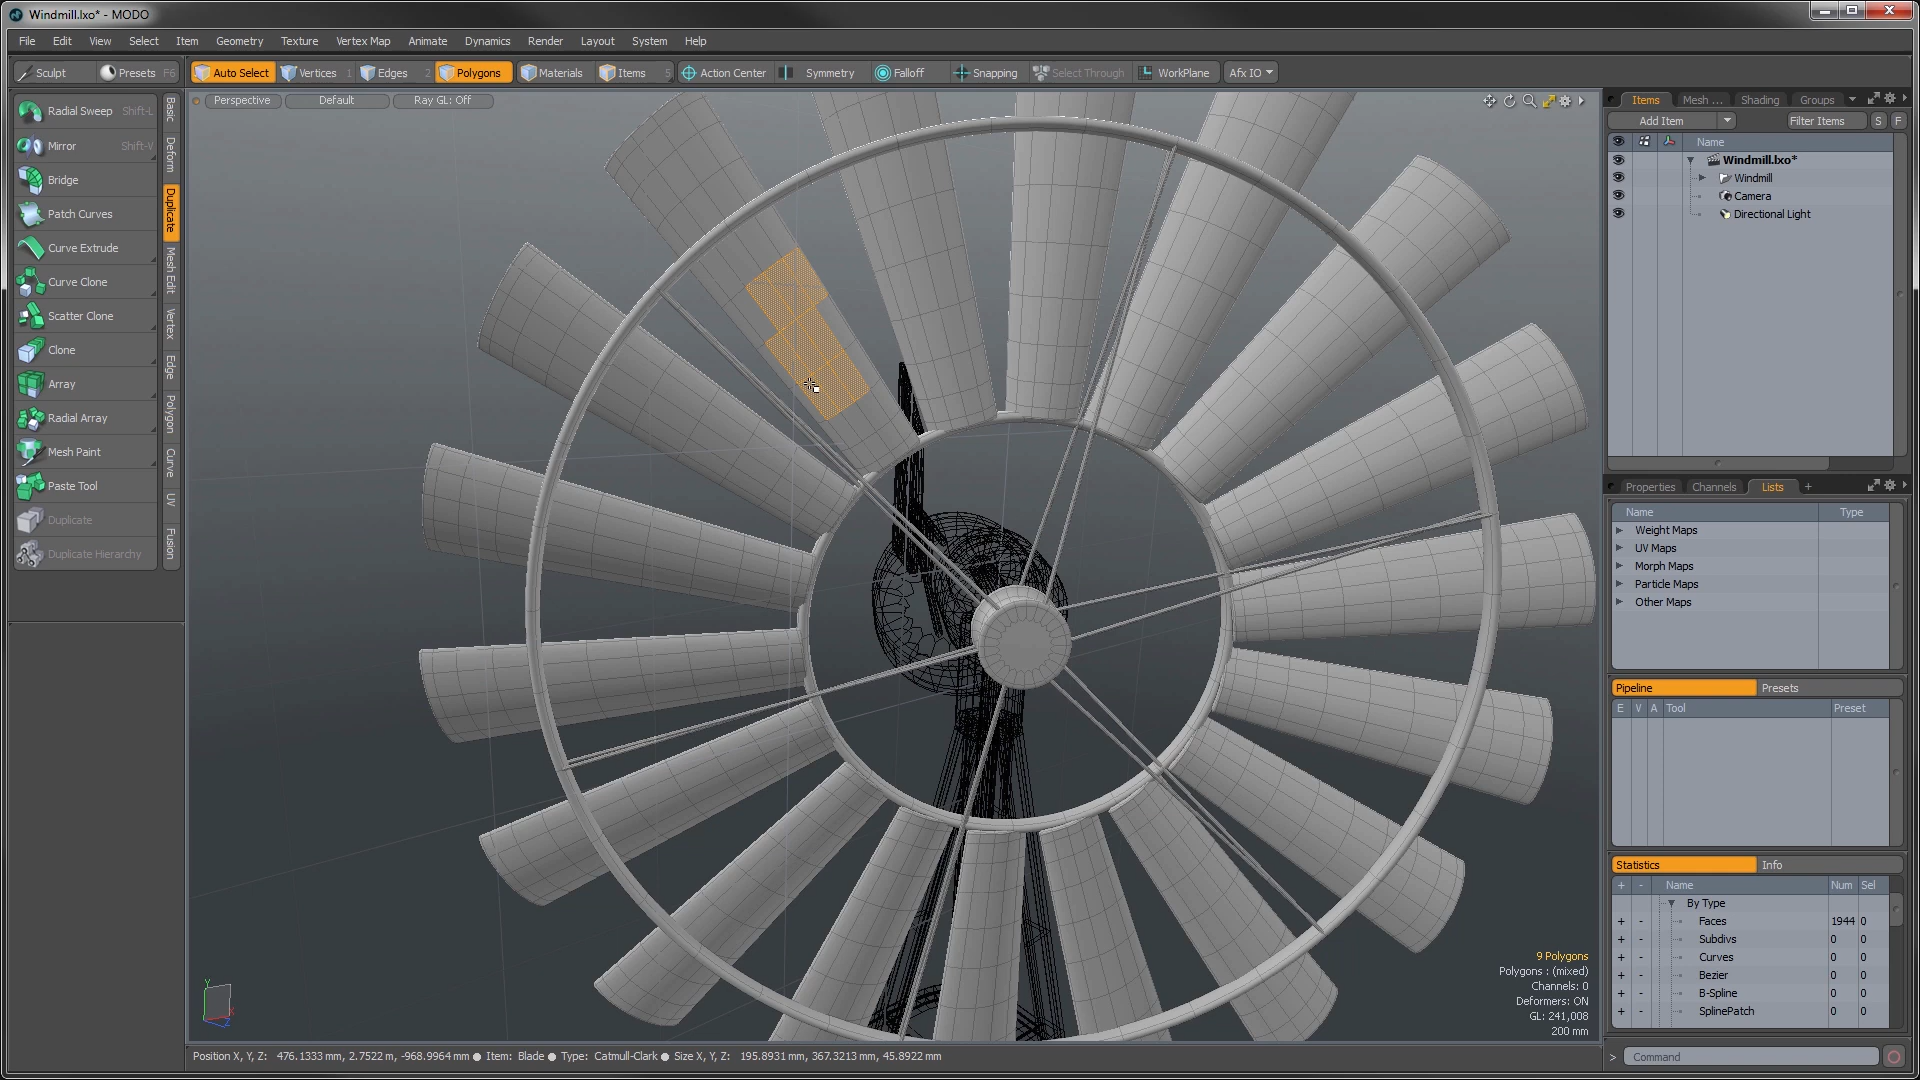 Windmill.lxo* - MODO
File Edit View Select Item Geometry Texture Vertex Map Animate Dynamics Render Layout System Help
Sculpt Presets F6 Auto Select Vertices 1 Edges 2 Polygons Materials Items 5 Action Center Symmetry Falloff Snapping Select Through WorkPlane Afx IO
Perspective Default Ray GL: Off
Radial Sweep Shift-L
Mirror Shift-V
Bridge
Patch Curves
Curve Extrude
Curve Clone
Scatter Clone
Clone
Array
Radial Array
Mesh Paint
Paste Tool
Duplicate
Duplicate Hierarchy
Basic
Deform
Duplicate
Mesh Edit
Vertex
Edge
Polygon
Curve
UV
Fusion
Items Mesh ... Shading Groups
Add Item Filter Items S F
Name
Windmill.lxo*
Windmill
Camera
Directional Light
Properties Channels Lists +
Name Type
Weight Maps
UV Maps
Morph Maps
Particle Maps
Other Maps
Pipeline Presets
E V A Tool Preset
Statistics Info
+ - Name Num Sel
By Type
+ - Faces 1944 0
+ - Subdivs 0 0
+ - Curves 0 0
+ - Bezier 0 0
+ - B-Spline 0 0
+ - SplinePatch 0 0
9 Polygons
Polygons : (mixed)
Channels: 0
Deformers: ON
GL: 241,008
200 mm
Y
X
Z
Position X, Y, Z: 476.1333 mm, 2.7522 m, -968.9964 mm Item: Blade Type: Catmull-Clark Size X, Y, Z: 195.8931 mm, 367.3213 mm, 45.8922 mm
> Command